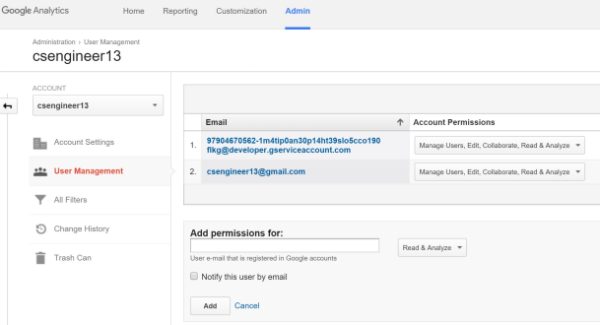 Google Analytics
Home Reporting Customization Admin
Administration › User Management
csengineer13
ACCOUNT
csengineer13
Account Settings
User Management
All Filters
Change History
Trash Can
Email Account Permissions
1. 97904670562-1m4tip0an30p14ht39slo5cco190 Manage Users, Edit, Collaborate, Read & Analyze
flkg@developer.gserviceaccount.com
2. csengineer13@gmail.com Manage Users, Edit, Collaborate, Read & Analyze
Add permissions for:
Read & Analyze
User e-mail that is registered in Google accounts
Notify this user by email
Add Cancel